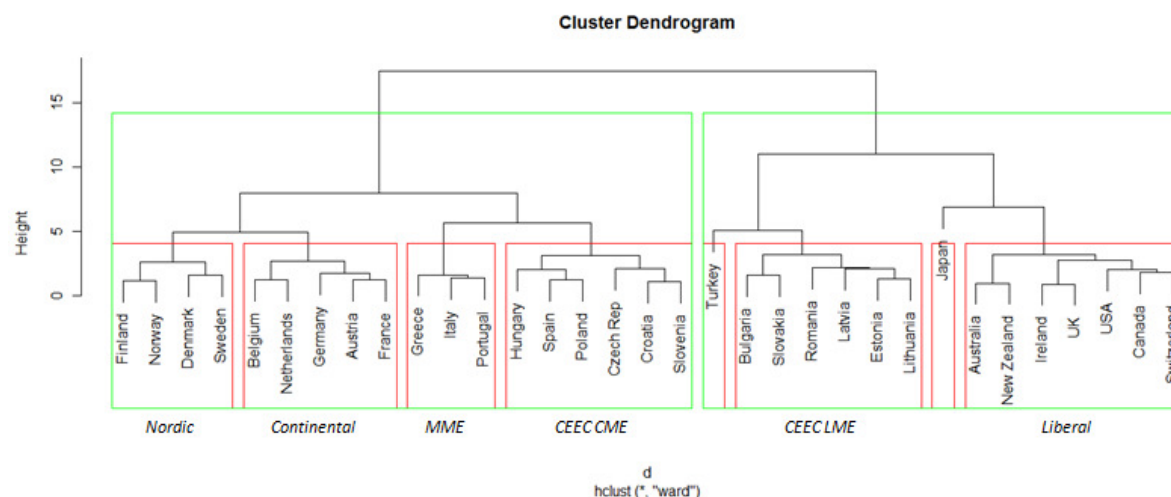 Cluster Dendrogram
Height
15
10
5
0
Finland
Norway
Denmark
Sweden
Belgium
Netherlands
Germany
Austria
France
Greece
Italy
Portugal
Hungary
Spain
Poland
Czech Rep
Croatia
Slovenia
Turkey
Bulgaria
Slovakia
Romania
Latvia
Estonia
Lithuania
Japan
Australia
New Zealand
Ireland
UK
USA
Canada
Switzerland
Nordic
Continental
MME
CEEC CME
CEEC LME
Liberal
d
hclust (*, "ward")